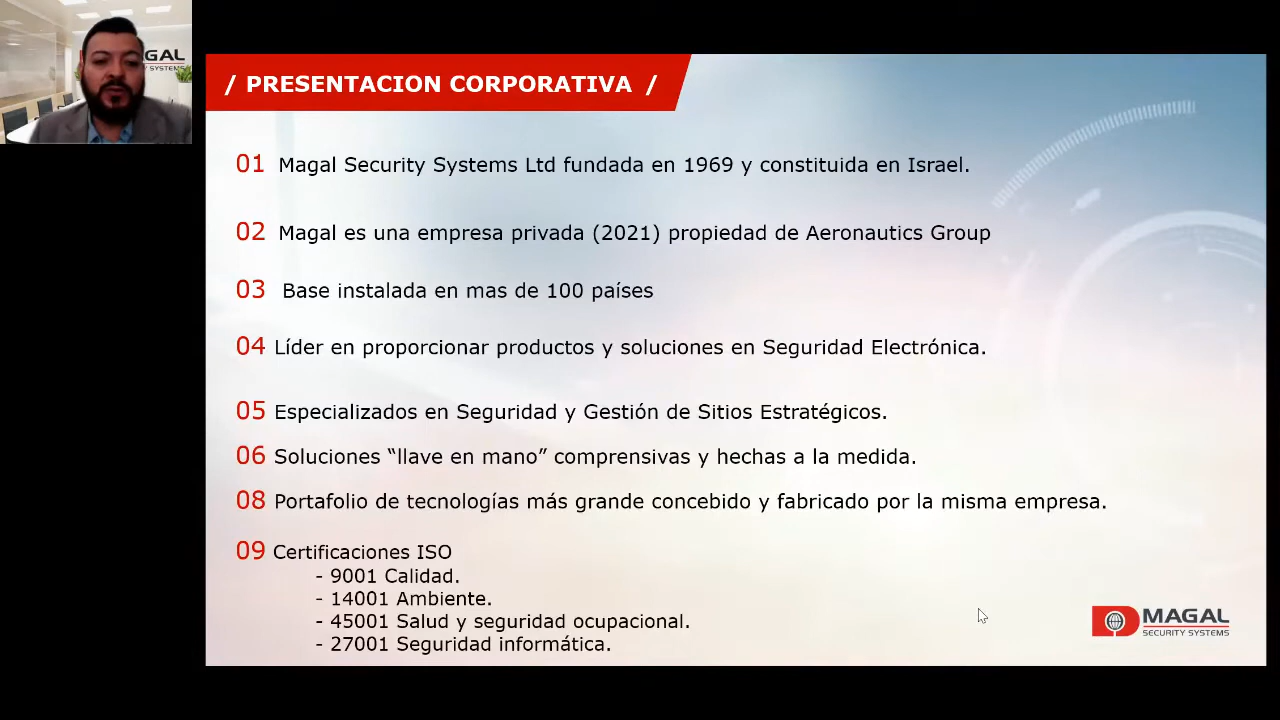 GAL
Y SYSTEMS
/ PRESENTACION CORPORATIVA /
01 Magal Security Systems Ltd fundada en 1969 y constituida en Israel.
02 Magal es una empresa privada (2021) propiedad de Aeronautics Group
03 Base instalada en mas de 100 países
04 Líder en proporcionar productos y soluciones en Seguridad Electrónica.
05 Especializados en Seguridad y Gestión de Sitios Estratégicos.
06 Soluciones “llave en mano” comprensivas y hechas a la medida.
08 Portafolio de tecnologías más grande concebido y fabricado por la misma empresa.
09 Certificaciones ISO
- 9001 Calidad.
- 14001 Ambiente.
- 45001 Salud y seguridad ocupacional.
- 27001 Seguridad informática.
MAGAL
SECURITY SYSTEMS